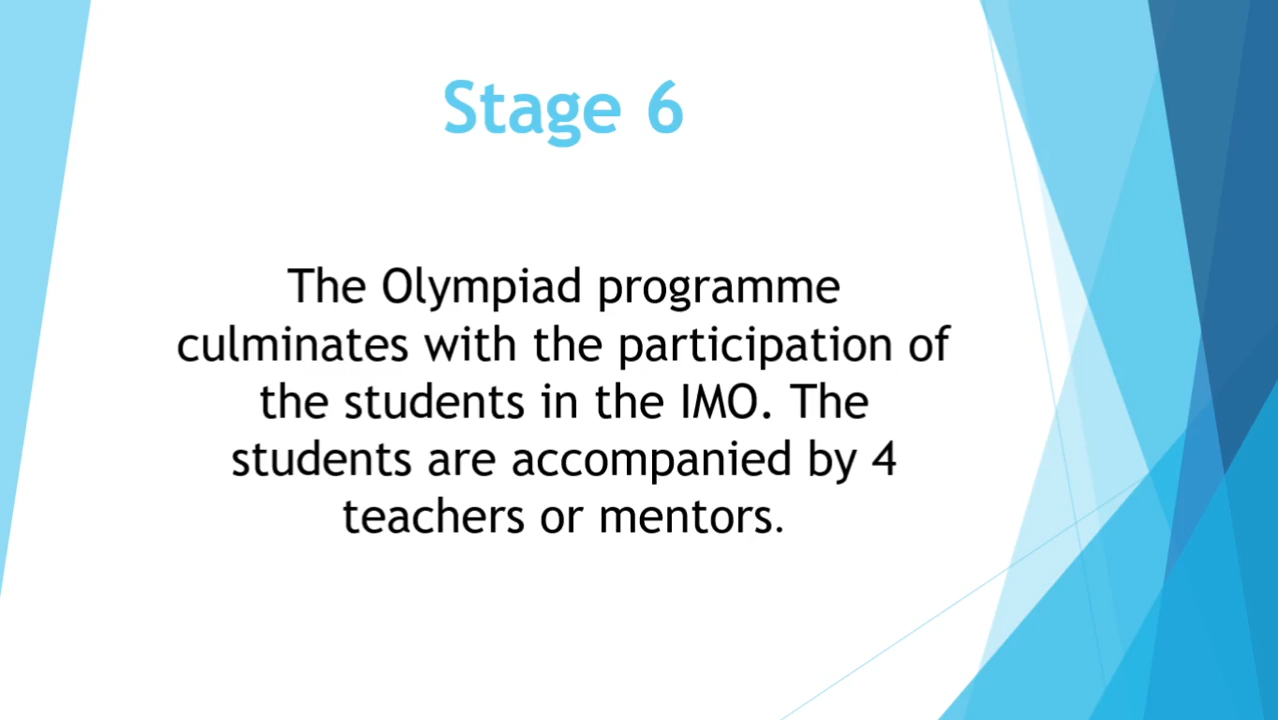 Stage 6
The Olympiad programme
culminates with the participation of
the students in the IMO. The
students are accompanied by 4
teachers or mentors.